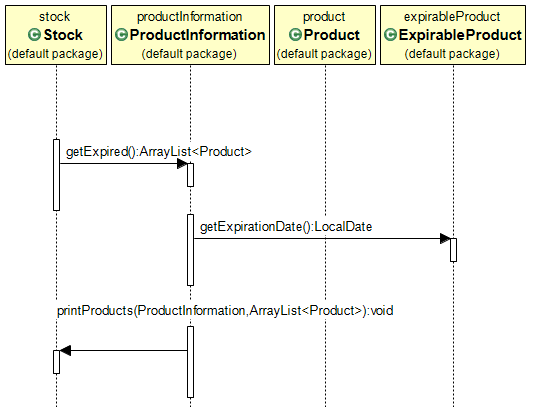 stock
Stock
(default package)
productInformation
ProductInformation
(default package)
product
Product
(default package)
expirableProduct
ExpirableProduct
(default package)
getExpired():ArrayList<Product>
getExpirationDate():LocalDate
printProducts(ProductInformation,ArrayList<Product>):void